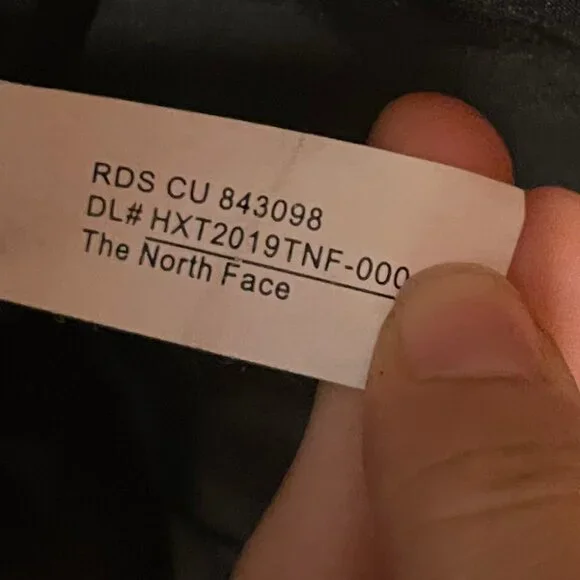 RDS CU 843098
DL# HXT2019TNF-000
The North Face